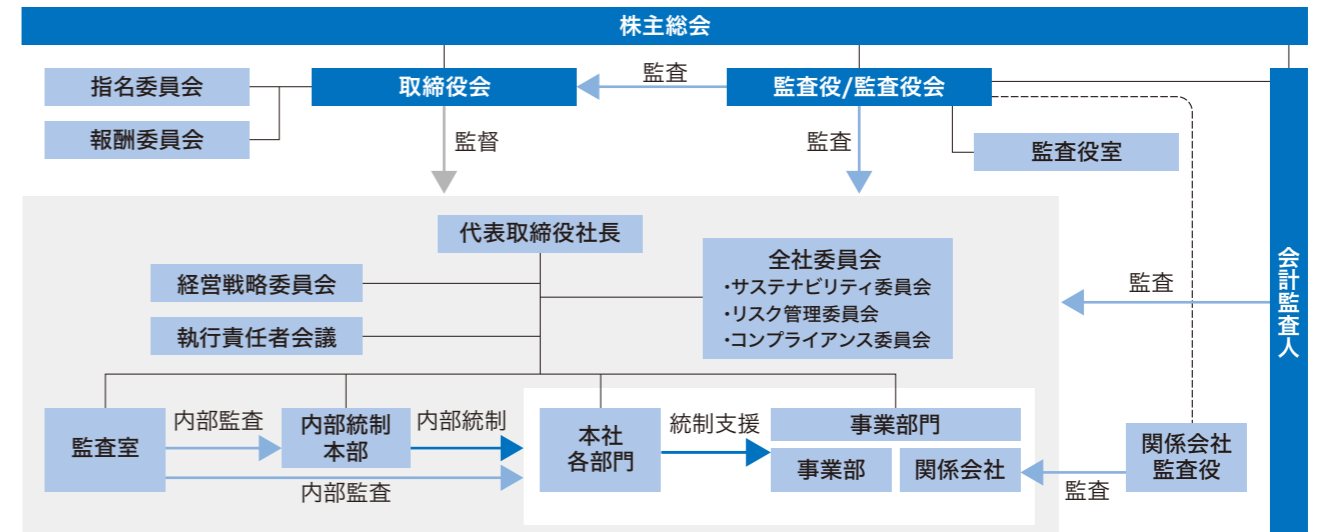 株主総会
指名委員会
取締役会
監査
監査役/監査役会
報酬委員会
監督
監査
監査役室
代表取締役社長
経営戦略委員会
執行責任者会議
全社委員会
・サステナビリティ委員会
・リスク管理委員会
・コンプライアンス委員会
監査
会計監査人
監査室
内部監査
内部統制
本部
内部統制
内部監査
本社
各部門
統制支援
事業部門
事業部
関係会社
監査
関係会社
監査役